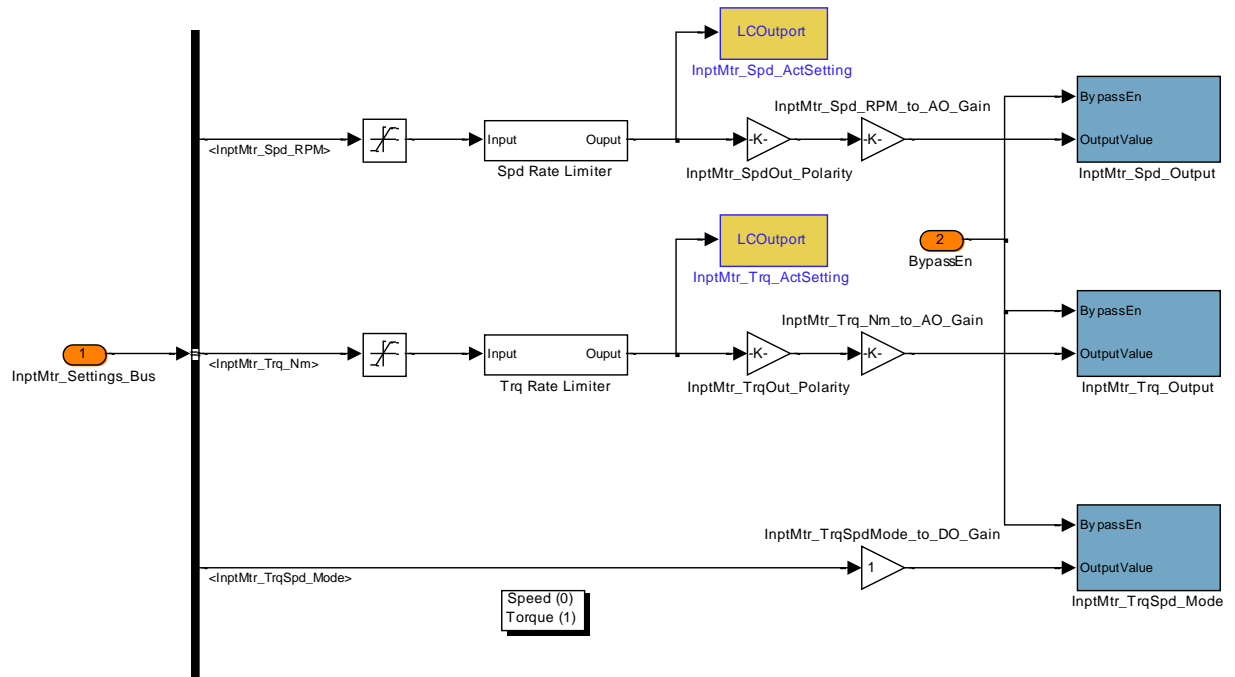 LCOutport
InptMtr_Spd_ActSetting
InptMtr_Spd_RPM_to_AO_Gain
BypassEn
<InptMtr_Spd_RPM>
Input
Ouput
-K-
-K-
OutputValue
Spd Rate Limiter
InptMtr_SpdOut_Polarity
InptMtr_Spd_Output
LCOutport
2
BypassEn
InptMtr_Trq_ActSetting
BypassEn
InptMtr_Trq_Nm_to_AO_Gain
1
InptMtr_Settings_Bus
<InptMtr_Trq_Nm>
Input
Ouput
-K-
-K-
OutputValue
Trq Rate Limiter
InptMtr_TrqOut_Polarity
InptMtr_Trq_Output
BypassEn
InptMtr_TrqSpdMode_to_DO_Gain
<InptMtr_TrqSpd_Mode>
1
OutputValue
InptMtr_TrqSpd_Mode
Speed (0)
Torque (1)